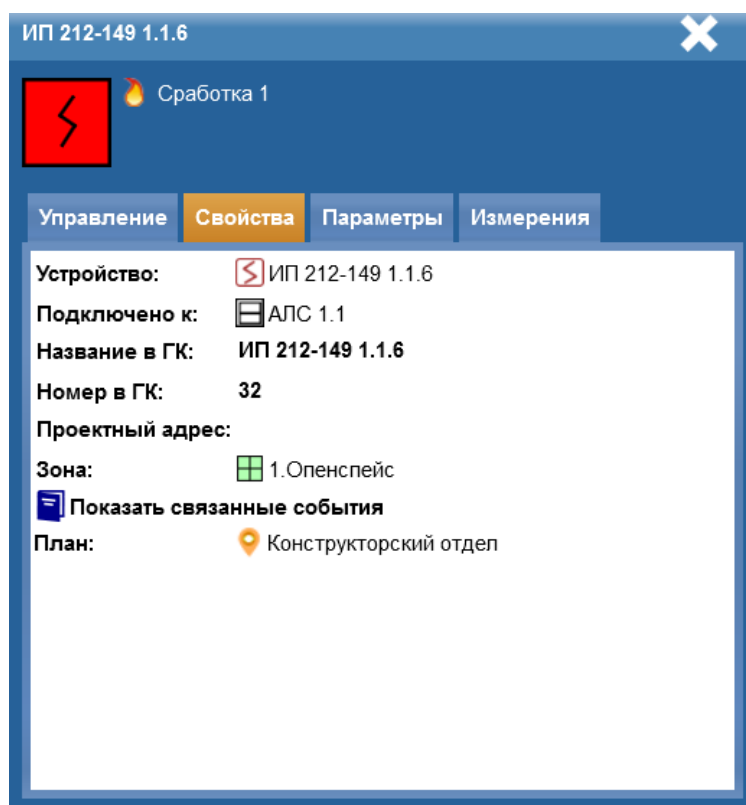 ИП 212-149 1.1.6
Сработка 1
Управление Свойства Параметры Измерения
Устройство: ИП 212-149 1.1.6
Подключено к: АЛС 1.1
Название в ГК: ИП 212-149 1.1.6
Номер в ГК: 32
Проектный адрес:
Зона: 1.Опенспейс
Показать связанные события
План: Конструкторский отдел